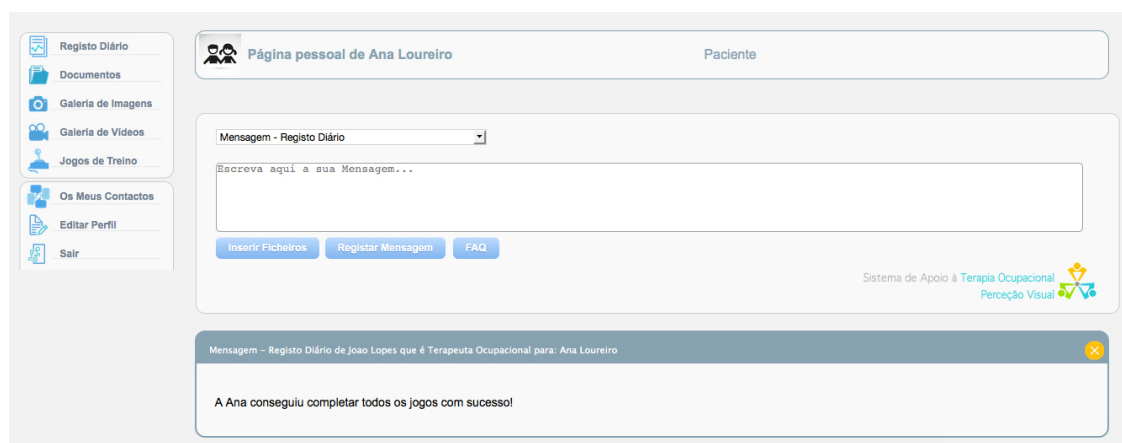 Registo Diário
Documentos
Galeria de Imagens
Galeria de Vídeos
Jogos de Treino
Os Meus Contactos
Editar Perfil
Sair
Página pessoal de Ana Loureiro
Paciente
Mensagem - Registo Diário
Escreva aqui a sua Mensagem...
Inserir Ficheiros
Registar Mensagem
FAQ
Sistema de Apoio à Terapia Ocupacional
Perceção Visual
Mensagem - Registo Diário de Joao Lopes que é Terapeuta Ocupacional para: Ana Loureiro
A Ana conseguiu completar todos os jogos com sucesso!